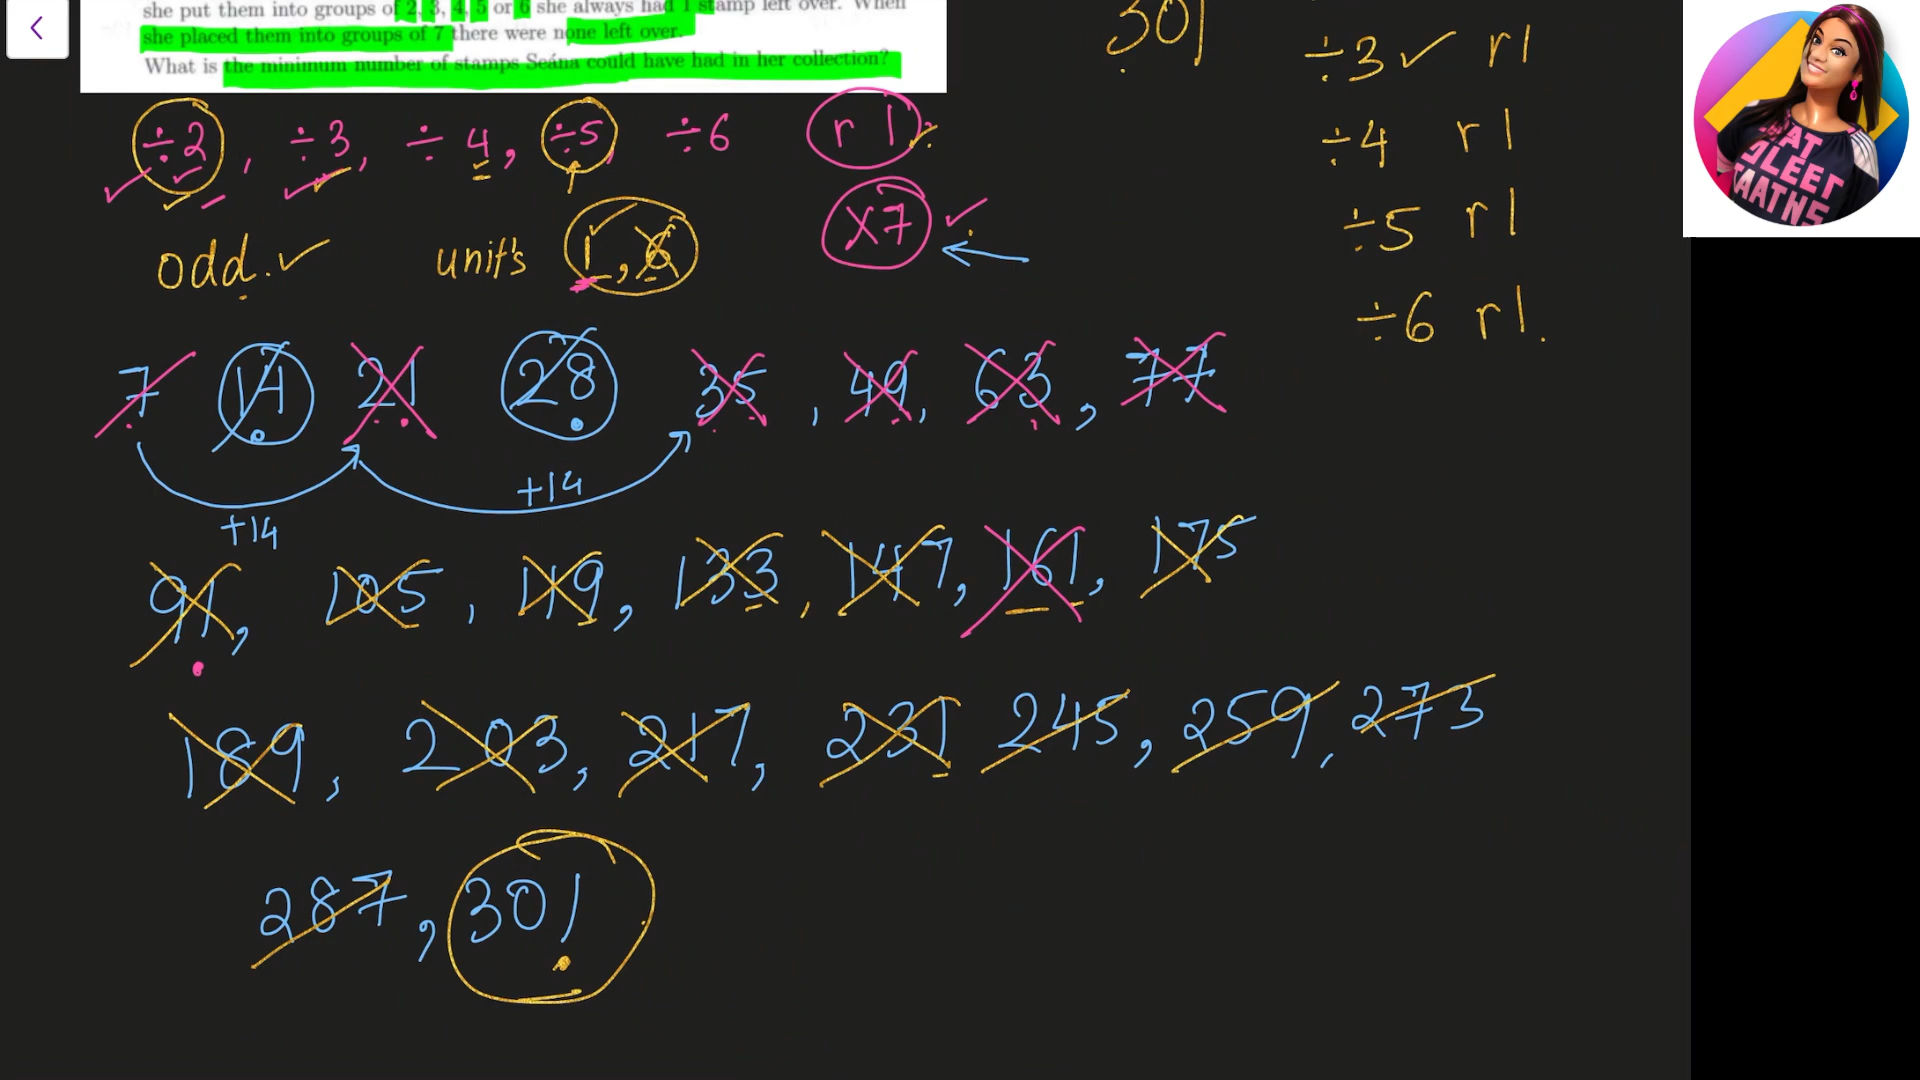 she put them into groups of 2, 3, 4, 5 or 6 she always had 1 stamp left over. When
she placed them into groups of 7 there were none left over.
What is the minimum number of stamps Seána could have had in her collection?
301
÷3 ✓ r1
÷4 r1
÷5 r1
÷6 r1.
÷2, ÷3, ÷4, ÷5, ÷6 r1
odd. ✓ units 1, 6 x7 ✓
7 14 21 28 35, 49, 63, 77
+14 +14
91, 105, 119, 133, 147, 161, 175
189, 203, 217, 231 245, 259, 273
287, 301
MAITHS